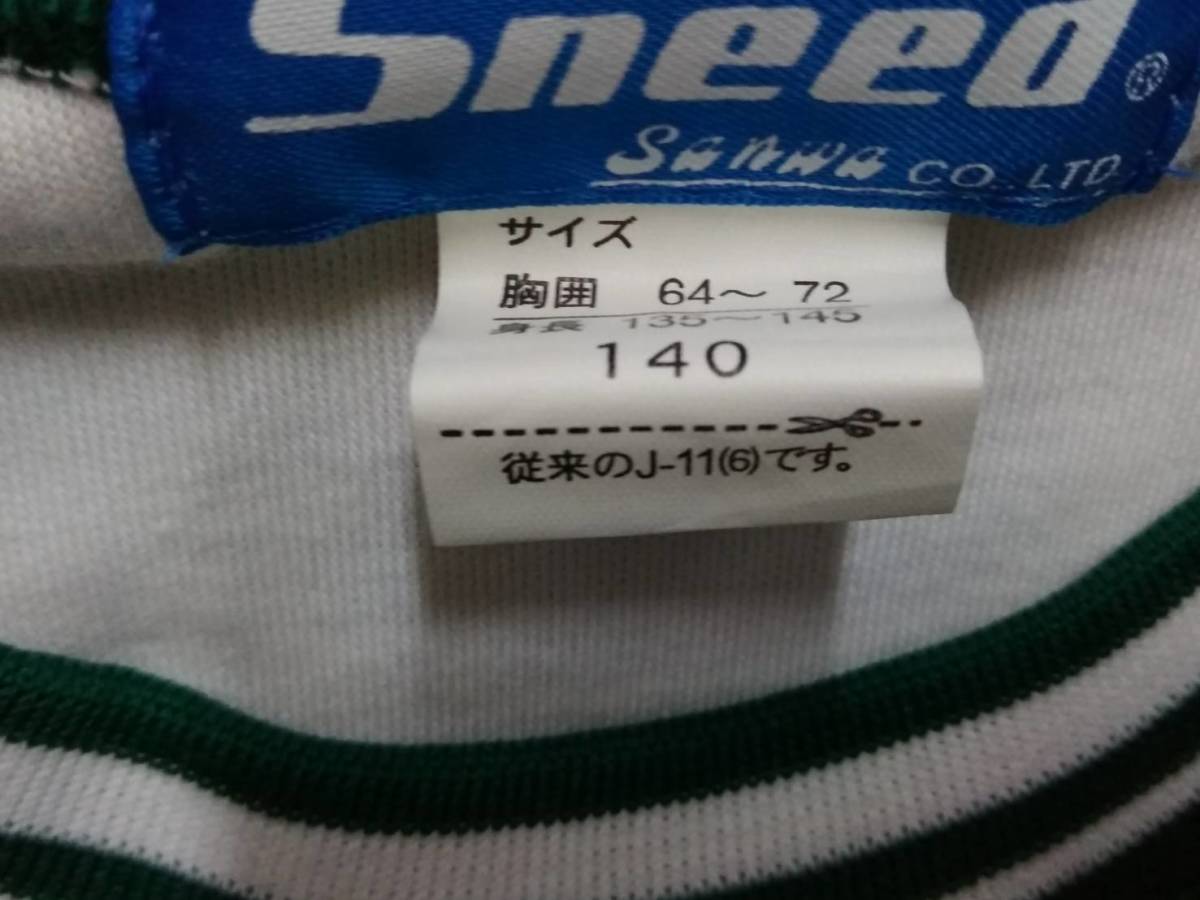 Sneed ®
Sanwa CO., LTD.
サイズ
胸囲 64～ 72
身長 135～145
140
従来のJ-11(6)です。